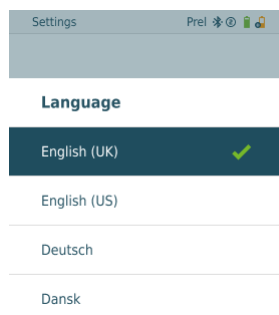 Settings Prel
Language
English (UK)
English (US)
Deutsch
Dansk